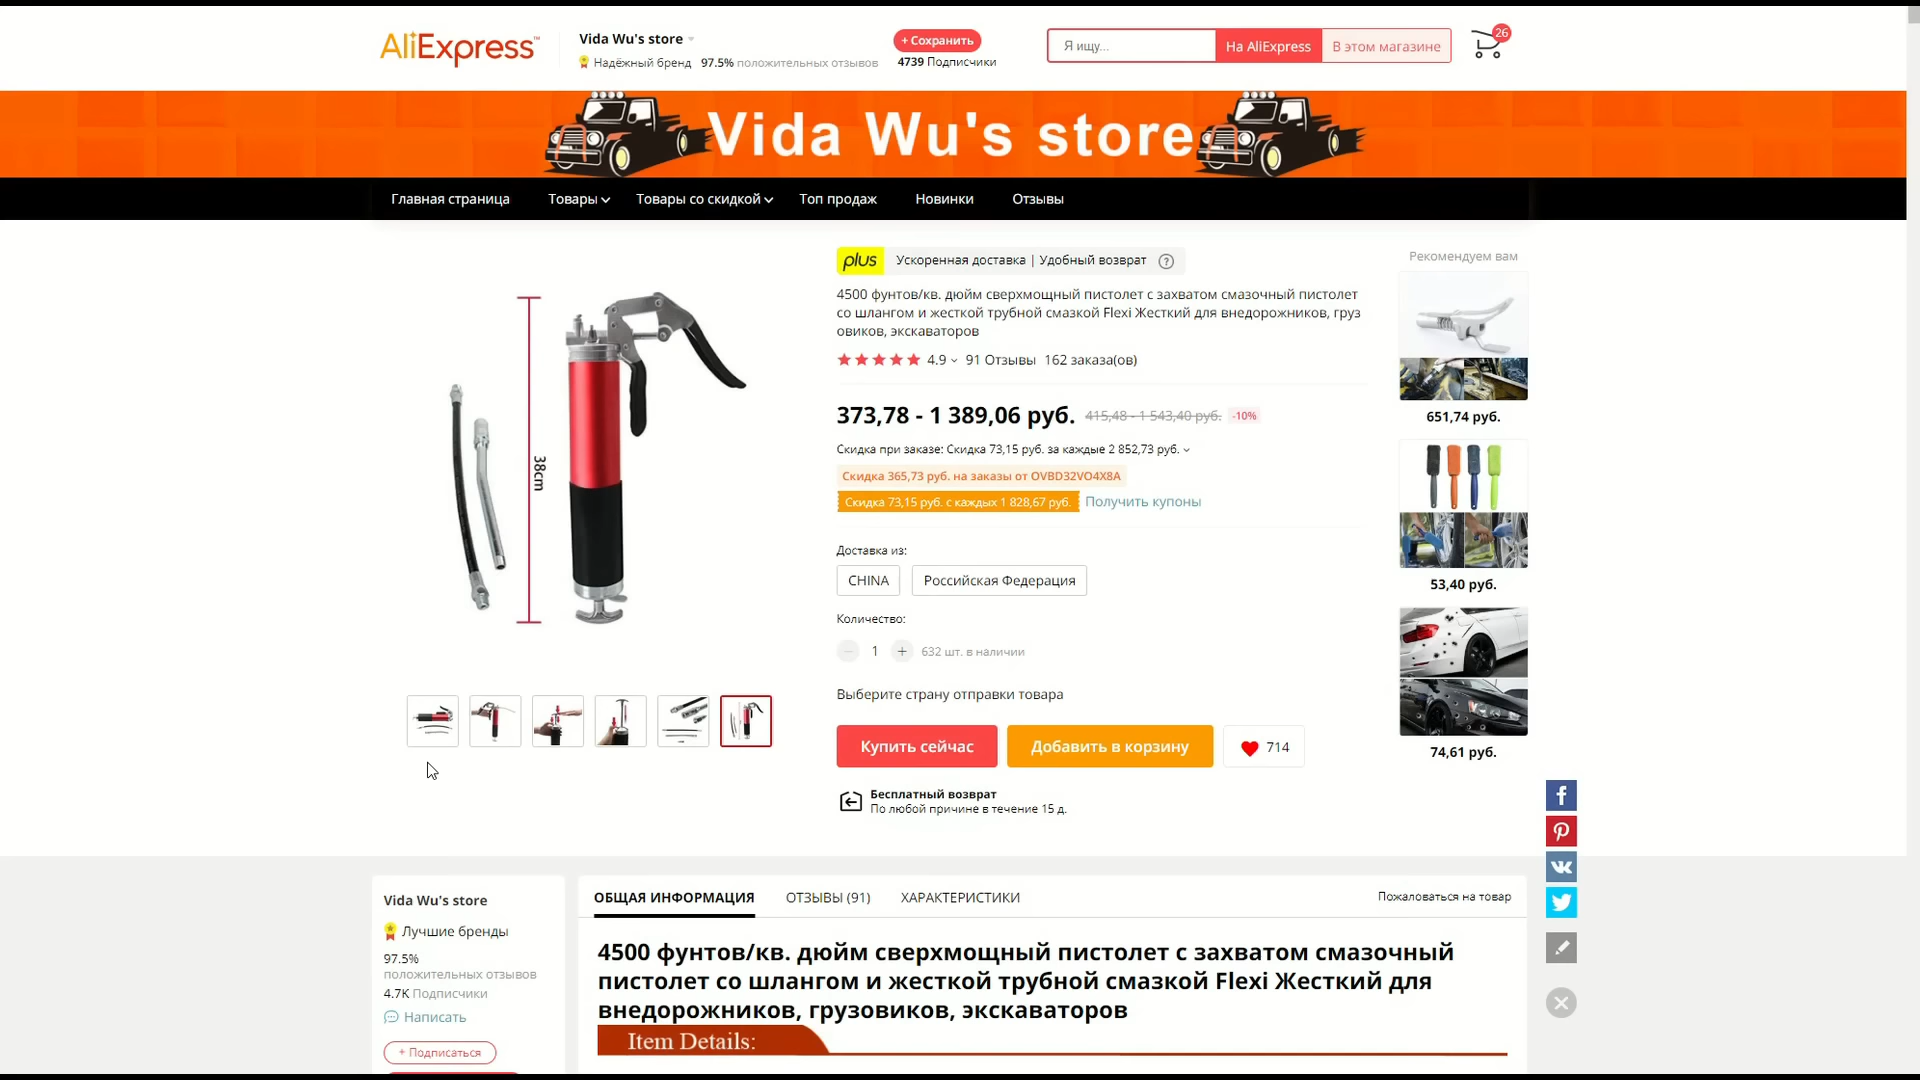 AliExpress™
Vida Wu's store
Надёжный бренд 97.5% положительных отзывов
+ Сохранить
4739 Подписчики
Я ищу...
На AliExpress
В этом магазине
26
Vida Wu's store
Главная страница
Товары
Товары со скидкой
Топ продаж
Новинки
Отзывы
38cm
plus Ускоренная доставка | Удобный возврат ?
4500 фунтов/кв. дюйм сверхмощный пистолет с захватом смазочный пистолет
со шлангом и жесткой трубной смазкой Flexi Жесткий для внедорожников, груз
овиков, экскаваторов
4.9 91 Отзывы 162 заказа(ов)
373,78 - 1 389,06 руб. 415,48 - 1 543,40 руб. -10%
Скидка при заказе: Скидка 73,15 руб. за каждые 2 852,73 руб.
Скидка 365,73 руб. на заказы от OVBD32VO4X8A
Скидка 73,15 руб. с каждых 1 828,67 руб. Получить купоны
Доставка из:
CHINA
Российская Федерация
Количество:
1 + 632 шт. в наличии
Выберите страну отправки товара
Купить сейчас
Добавить в корзину
714
Бесплатный возврат
По любой причине в течение 15 д.
Рекомендуем вам
651,74 руб.
53,40 руб.
74,61 руб.
Vida Wu's store
Лучшие бренды
97.5%
положительных отзывов
4.7K Подписчики
Написать
+ Подписаться
ОБЩАЯ ИНФОРМАЦИЯ
ОТЗЫВЫ (91)
ХАРАКТЕРИСТИКИ
Пожаловаться на товар
4500 фунтов/кв. дюйм сверхмощный пистолет с захватом смазочный
пистолет со шлангом и жесткой трубной смазкой Flexi Жесткий для
внедорожников, грузовиков, экскаваторов
Item Details: